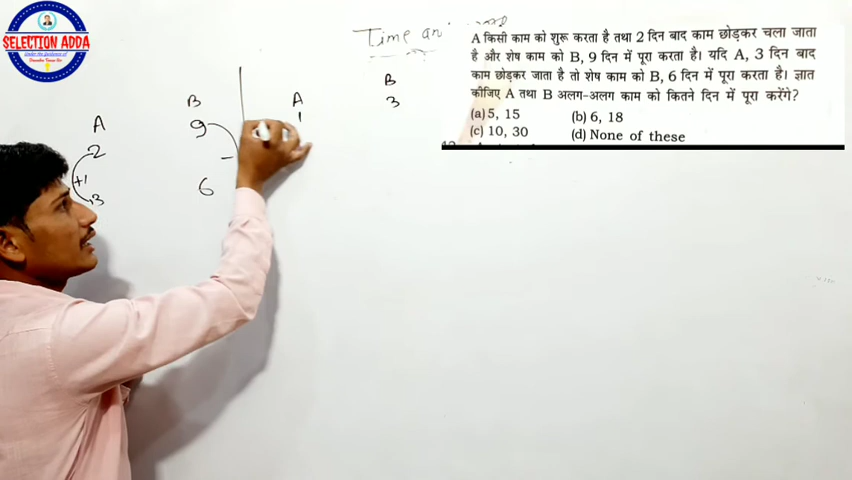 SELECTION ADDA
Time an
A किसी काम को शुरू करता है तथा 2 दिन बाद काम छोड़कर चला जाता
है और शेष काम को B, 9 दिन में पूरा करता है। यदि A, 3 दिन बाद
काम छोड़कर जाता है तो शेष काम को B, 6 दिन में पूरा करता है। ज्ञात
कीजिए A तथा B अलग-अलग काम को कितने दिन में पूरा करेंगे?
(a) 5, 15 (b) 6, 18
(c) 10, 30 (d) None of these
A B
2 9
+1 -
3 6
A B
1 3